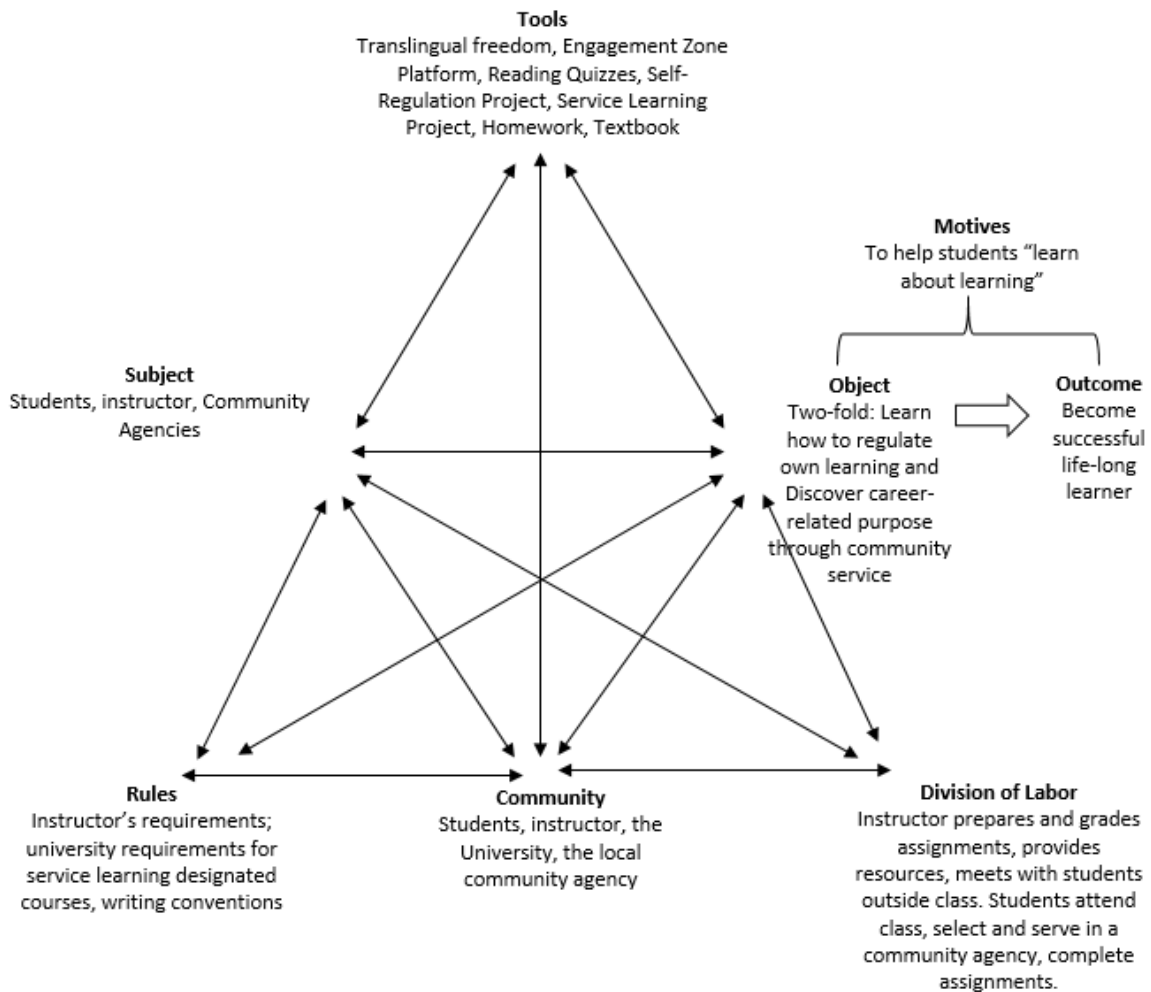 Tools
Translingual freedom, Engagement Zone
Platform, Reading Quizzes, Self-
Regulation Project, Service Learning
Project, Homework, Textbook
Motives
To help students “learn
about learning”
Subject
Students, instructor, Community
Agencies
Object
Two-fold: Learn
how to regulate
own learning and
Discover career-
related purpose
through community
service
Outcome
Become
successful
life-long
learner
Rules
Instructor’s requirements;
university requirements for
service learning designated
courses, writing conventions
Community
Students, instructor, the
University, the local
community agency
Division of Labor
Instructor prepares and grades
assignments, provides
resources, meets with students
outside class. Students attend
class, select and serve in a
community agency, complete
assignments.